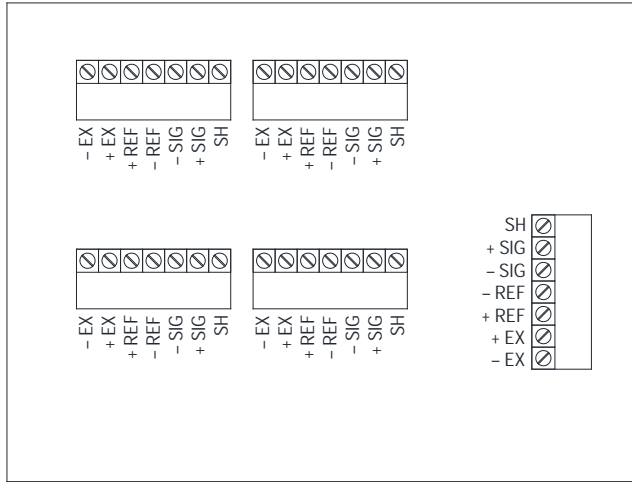 – EX
+ EX
+ REF
– REF
– SIG
+ SIG
SH
– EX
+ EX
+ REF
– REF
– SIG
+ SIG
SH
SH
+ SIG
– SIG
– REF
+ REF
+ EX
– EX
– EX
+ EX
+ REF
– REF
– SIG
+ SIG
SH
– EX
+ EX
+ REF
– REF
– SIG
+ SIG
SH